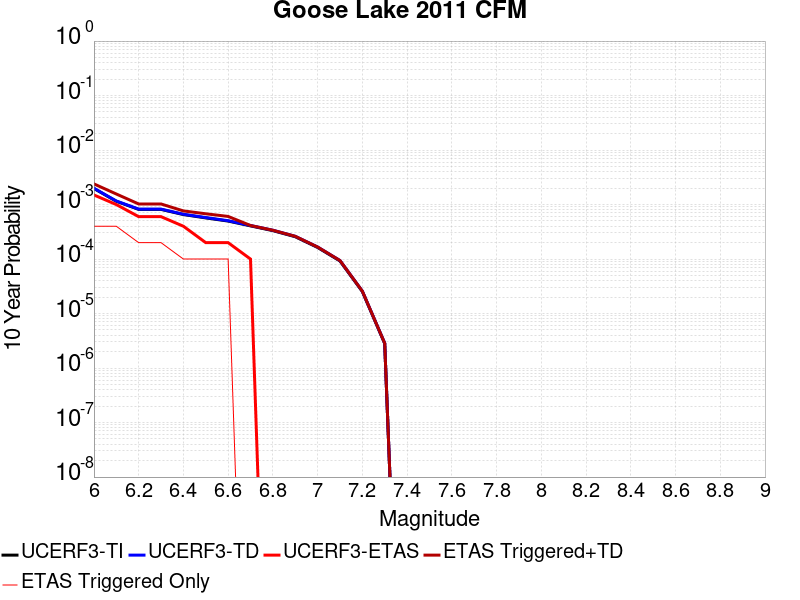 Goose Lake 2011 CFM
10^0
10^-1
10^-2
10^-3
10^-4
10^-5
10^-6
10^-7
10^-8
10 Year Probability
6 6.2 6.4 6.6 6.8 7 7.2 7.4 7.6 7.8 8 8.2 8.4 8.6 8.8 9
Magnitude
UCERF3-TI UCERF3-TD UCERF3-ETAS ETAS Triggered+TD
ETAS Triggered Only